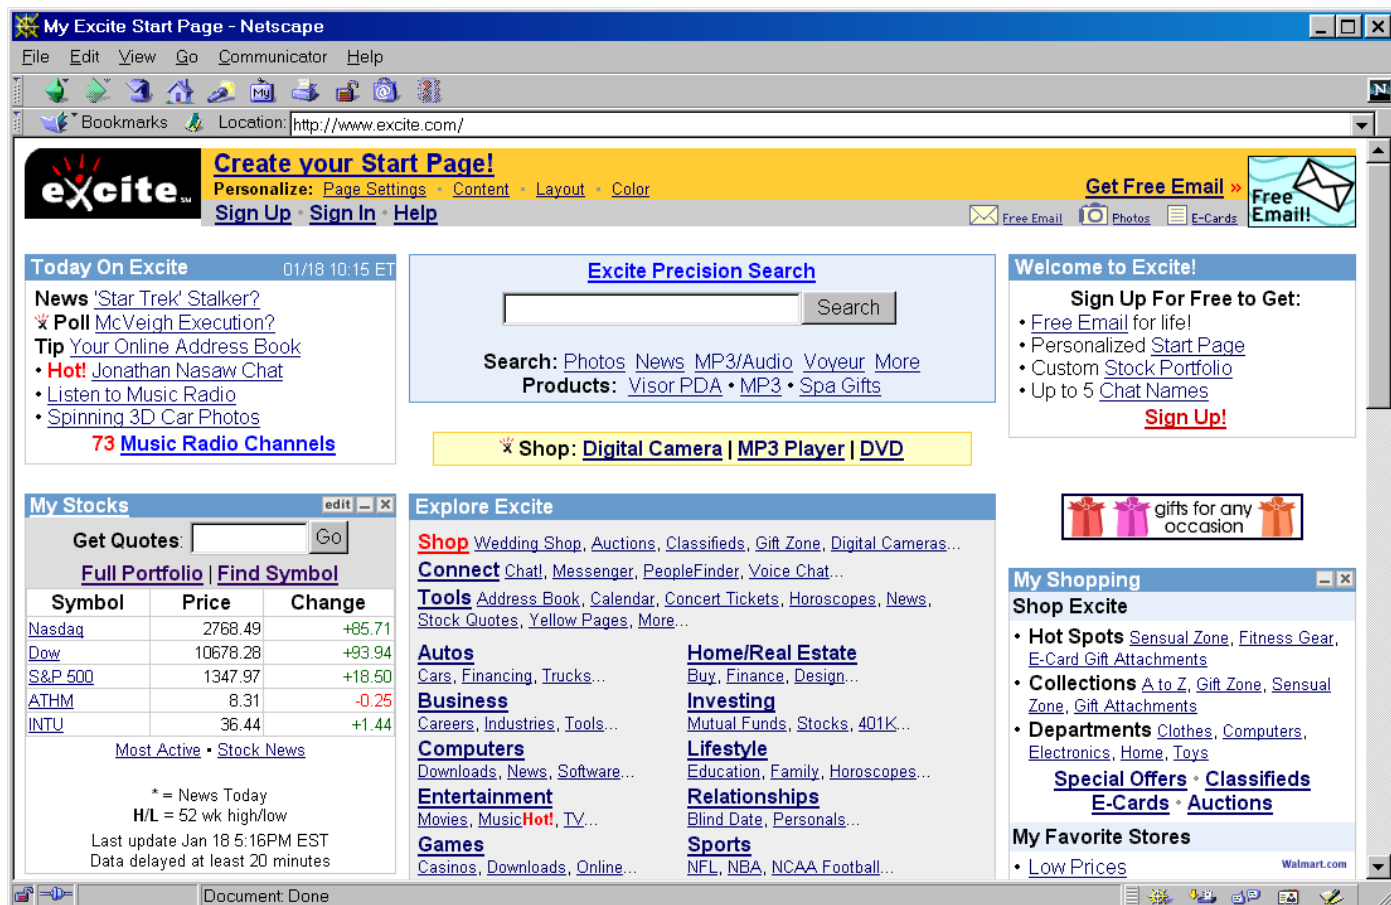 My Excite Start Page - Netscape
File Edit View Go Communicator Help
My
N
Bookmarks Location: http://www.excite.com/
excite SM
Create your Start Page!
Personalize: Page Settings • Content • Layout • Color
Sign Up • Sign In • Help
Get Free Email »
Free Email Photos E-Cards
Free Email!
Today On Excite 01/18 10:15 ET
News 'Star Trek' Stalker?
Poll McVeigh Execution?
Tip Your Online Address Book
• Hot! Jonathan Nasaw Chat
• Listen to Music Radio
• Spinning 3D Car Photos
73 Music Radio Channels
Excite Precision Search
Search
Search: Photos News MP3/Audio Voyeur More
Products: Visor PDA • MP3 • Spa Gifts
Shop: Digital Camera | MP3 Player | DVD
Welcome to Excite!
Sign Up For Free to Get:
• Free Email for life!
• Personalized Start Page
• Custom Stock Portfolio
• Up to 5 Chat Names
Sign Up!
My Stocks edit
Get Quotes: Go
Full Portfolio | Find Symbol
Symbol Price Change
Nasdaq 2768.49 +85.71
Dow 10678.28 +93.94
S&P 500 1347.97 +18.50
ATHM 8.31 -0.25
INTU 36.44 +1.44
Most Active • Stock News
* = News Today
H/L = 52 wk high/low
Last update Jan 18 5:16PM EST
Data delayed at least 20 minutes
Explore Excite
Shop Wedding Shop, Auctions, Classifieds, Gift Zone, Digital Cameras...
Connect Chat!, Messenger, PeopleFinder, Voice Chat...
Tools Address Book, Calendar, Concert Tickets, Horoscopes, News,
Stock Quotes, Yellow Pages, More...
Autos
Cars, Financing, Trucks...
Business
Careers, Industries, Tools...
Computers
Downloads, News, Software...
Entertainment
Movies, MusicHot!, TV...
Games
Casinos, Downloads, Online...
Home/Real Estate
Buy, Finance, Design...
Investing
Mutual Funds, Stocks, 401K...
Lifestyle
Education, Family, Horoscopes...
Relationships
Blind Date, Personals...
Sports
NFL, NBA, NCAA Football...
gifts for any
occasion
My Shopping
Shop Excite
• Hot Spots Sensual Zone, Fitness Gear,
E-Card Gift Attachments
• Collections A to Z, Gift Zone, Sensual
Zone, Gift Attachments
• Departments Clothes, Computers,
Electronics, Home, Toys
Special Offers • Classifieds
E-Cards • Auctions
My Favorite Stores
• Low Prices Walmart.com
Document: Done